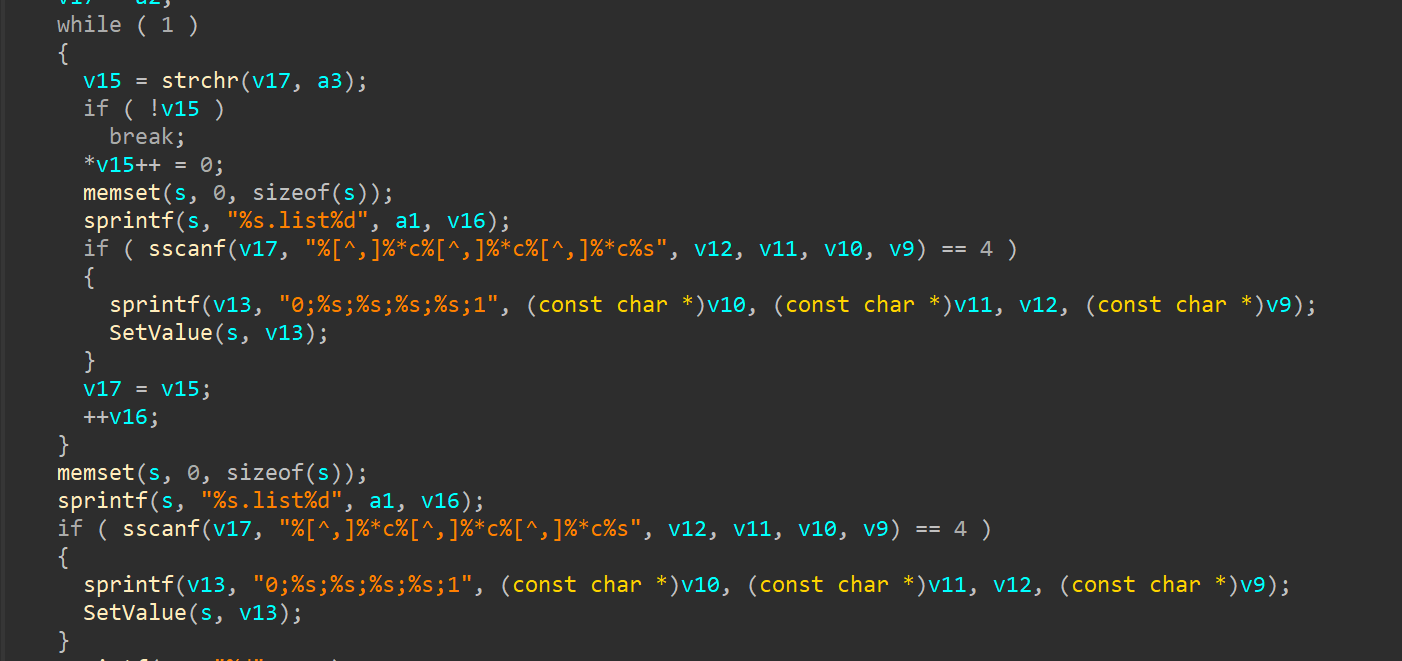 while ( 1 )
{
v15 = strchr(v17, a3);
if ( !v15 )
break;
*v15++ = 0;
memset(s, 0, sizeof(s));
sprintf(s, "%s.list%d", a1, v16);
if ( sscanf(v17, "%[^,]%*c%[^,]%*c%[^,]%*c%s", v12, v11, v10, v9) == 4 )
{
sprintf(v13, "0;%s;%s;%s;%s;1", (const char *)v10, (const char *)v11, v12, (const char *)v9);
SetValue(s, v13);
}
v17 = v15;
++v16;
}
memset(s, 0, sizeof(s));
sprintf(s, "%s.list%d", a1, v16);
if ( sscanf(v17, "%[^,]%*c%[^,]%*c%[^,]%*c%s", v12, v11, v10, v9) == 4 )
{
sprintf(v13, "0;%s;%s;%s;%s;1", (const char *)v10, (const char *)v11, v12, (const char *)v9);
SetValue(s, v13);
}